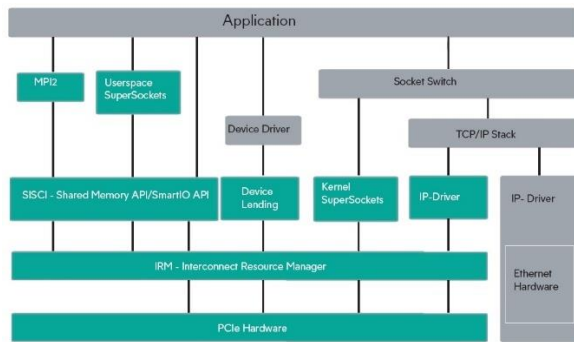 Application
MPI2
Userspace
SuperSockets
Socket Switch
Device Driver
TCP/IP Stack
SISCI - Shared Memory API/SmartIO API
Device
Lending
Kernel
SuperSockets
IP-Driver
IP- Driver
IRM - Interconnect Resource Manager
Ethernet
Hardware
PCIe Hardware